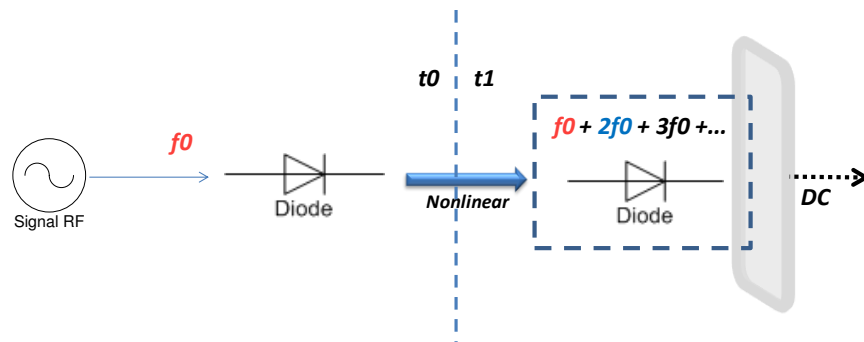 t0 t1
f0
f0 + 2f0 + 3f0 +...
Signal RF
Diode
Nonlinear
Diode
DC